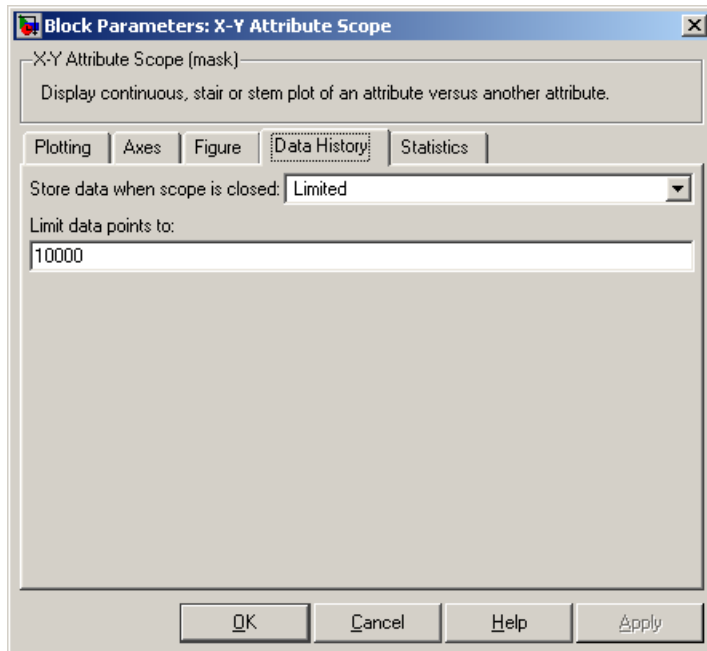 Block Parameters: X-Y Attribute Scope
X-Y Attribute Scope (mask)
Display continuous, stair or stem plot of an attribute versus another attribute.
Plotting Axes Figure Data History Statistics
Store data when scope is closed: Limited
Limit data points to:
10000
OK Cancel Help Apply